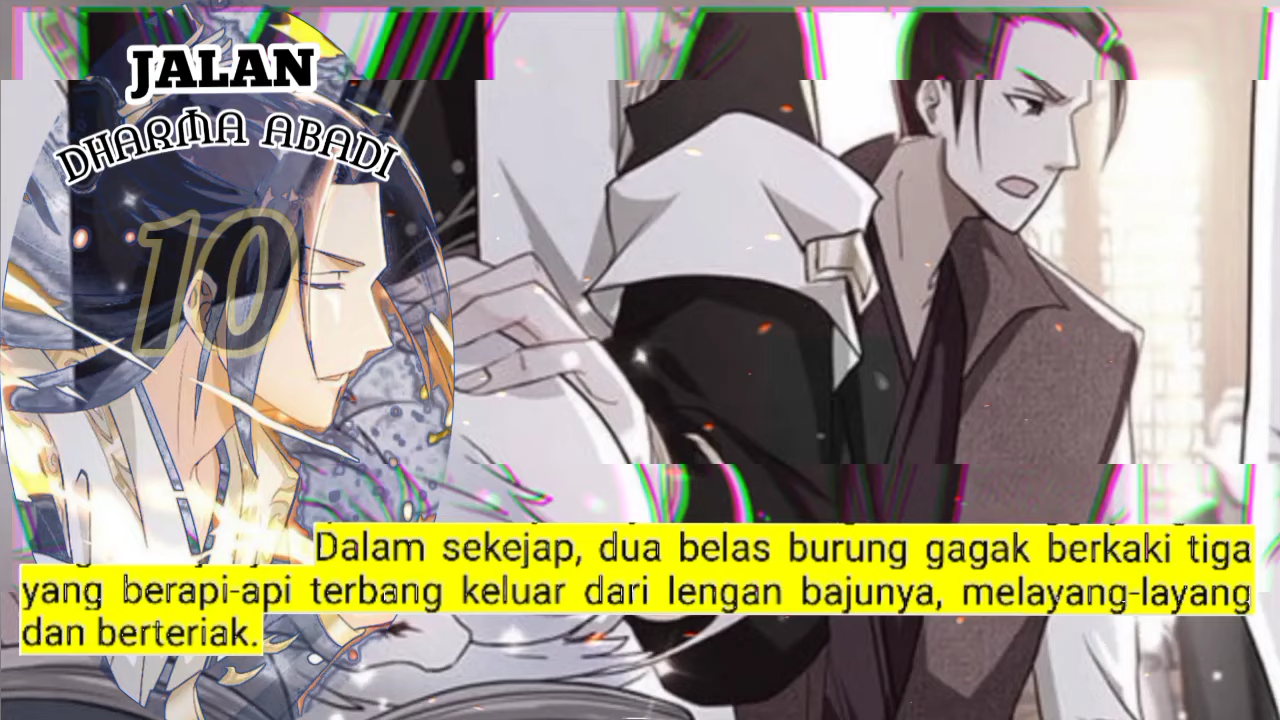 JALAN
DHARMA ABADI
10
Dalam sekejap, dua belas burung gagak berkaki tiga
yang berapi-api terbang keluar dari lengan bajunya, melayang-layang
dan berteriak.